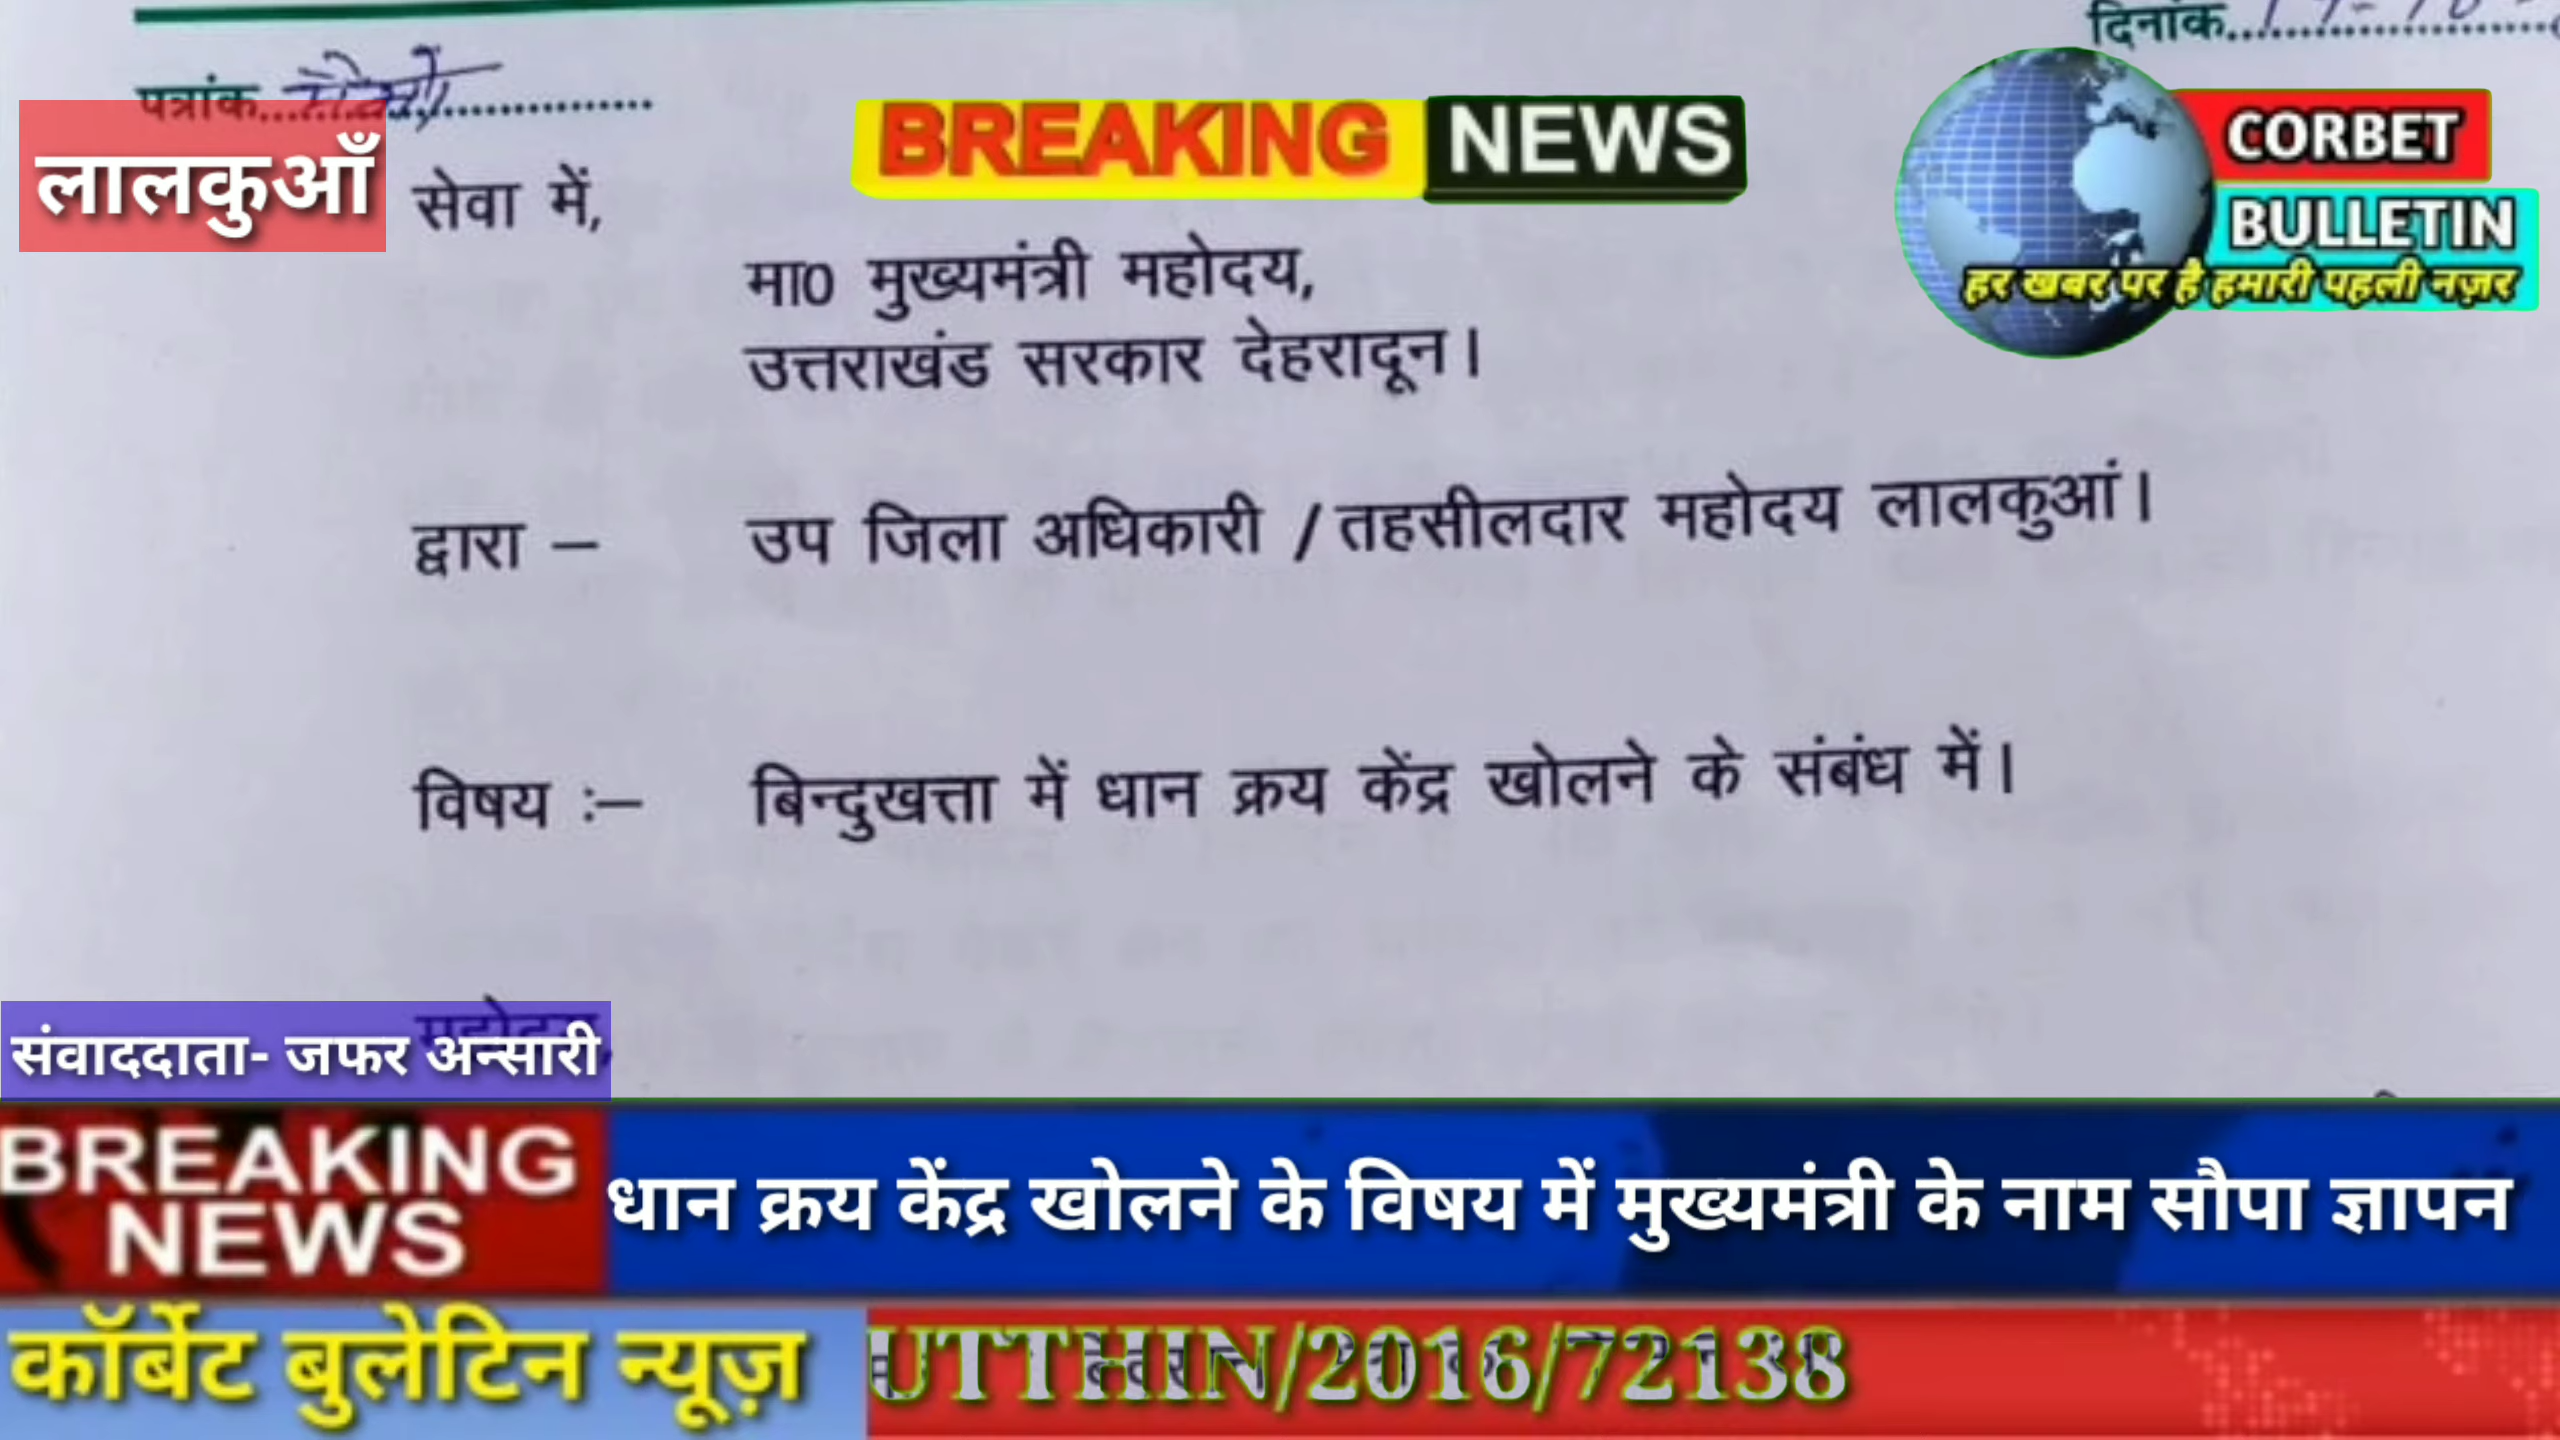 दिनांक
पत्रांक
लालकुआँ
BREAKING NEWS
CORBET
BULLETIN
हर खबर पर है हमारी पहली नज़र
सेवा में,
मा0 मुख्यमंत्री महोदय,
उत्तराखंड सरकार देहरादून।
द्वारा – उप जिला अधिकारी / तहसीलदार महोदय लालकुआं।
विषय :– बिन्दुखत्ता में धान क्रय केंद्र खोलने के संबंध में।
संवाददाता- जफर अन्सारी
BREAKING
NEWS
धान क्रय केंद्र खोलने के विषय में मुख्यमंत्री के नाम सौपा ज्ञापन
कॉर्बेट बुलेटिन न्यूज़
UTTHIN/2016/72138